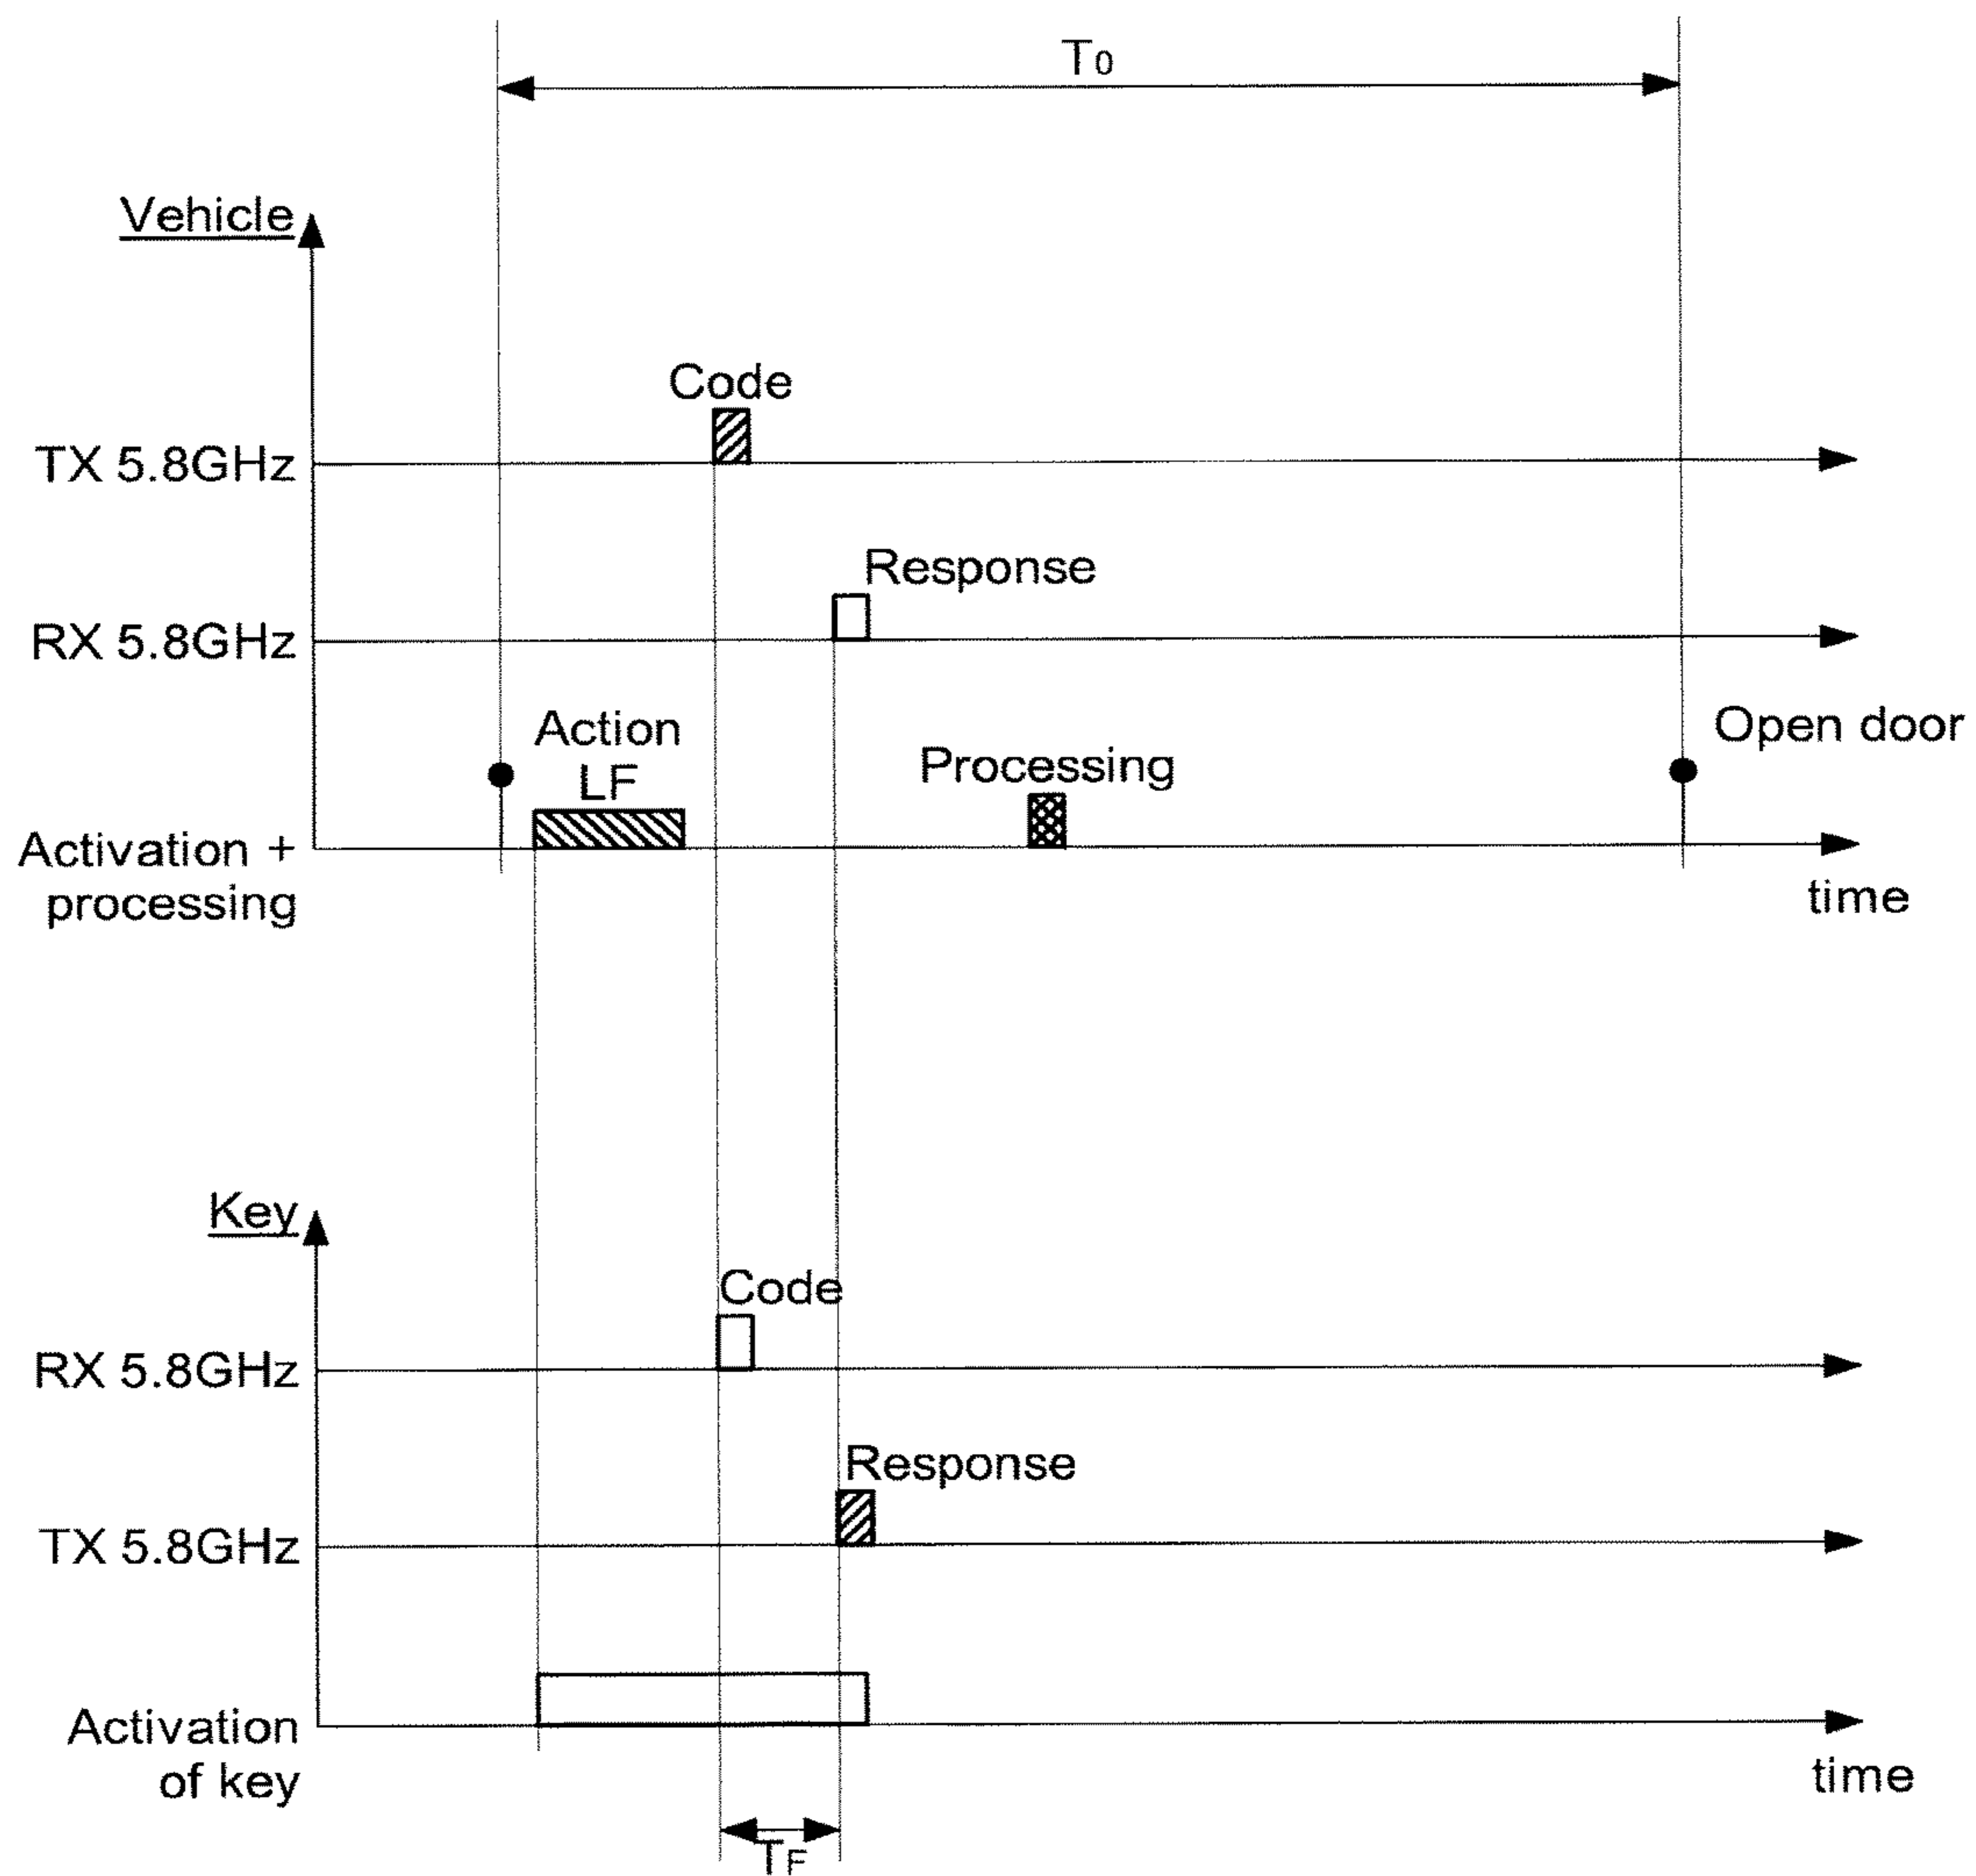 T0
Vehicle
Code
TX 5.8GHz
Response
RX 5.8GHz
Action
LF
Processing
Open door
Activation +
processing
time
Key
Code
RX 5.8GHz
Response
TX 5.8GHz
Activation
of key
time
TF